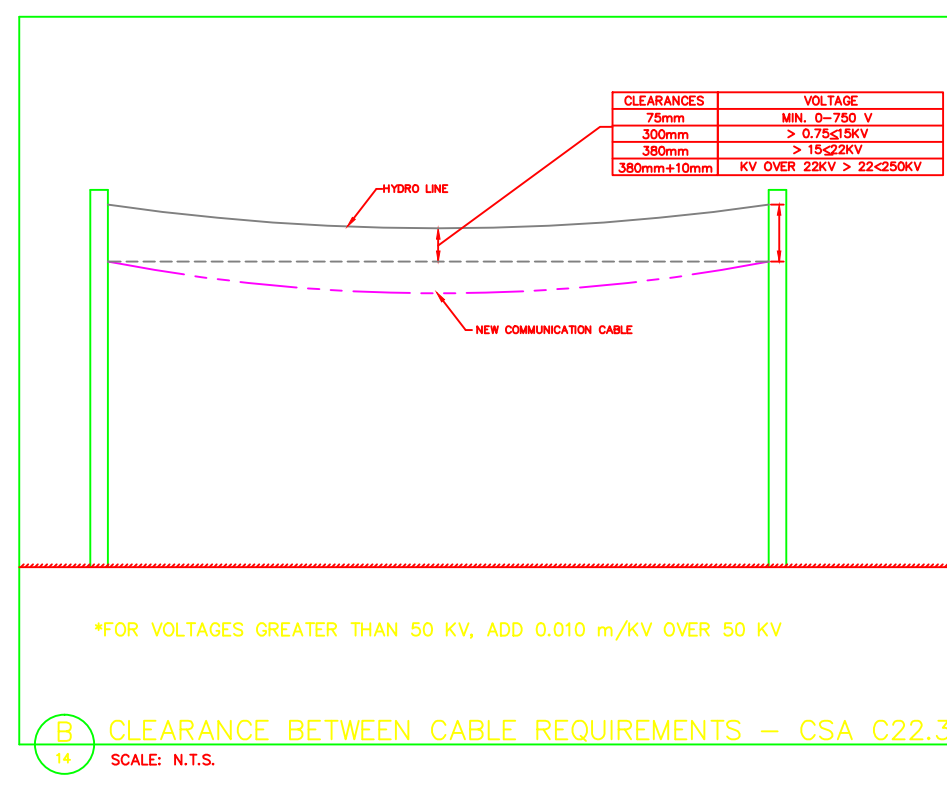 CLEARANCES VOLTAGE
75mm MIN. 0-750 V
300mm > 0.75≤15KV
380mm > 15≤22KV
380mm+10mm KV OVER 22KV > 22<250KV
HYDRO LINE
NEW COMMUNICATION CABLE
*FOR VOLTAGES GREATER THAN 50 KV, ADD 0.010 m/KV OVER 50 KV
B
14
CLEARANCE BETWEEN CABLE REQUIREMENTS - CSA C22.3
SCALE: N.T.S.